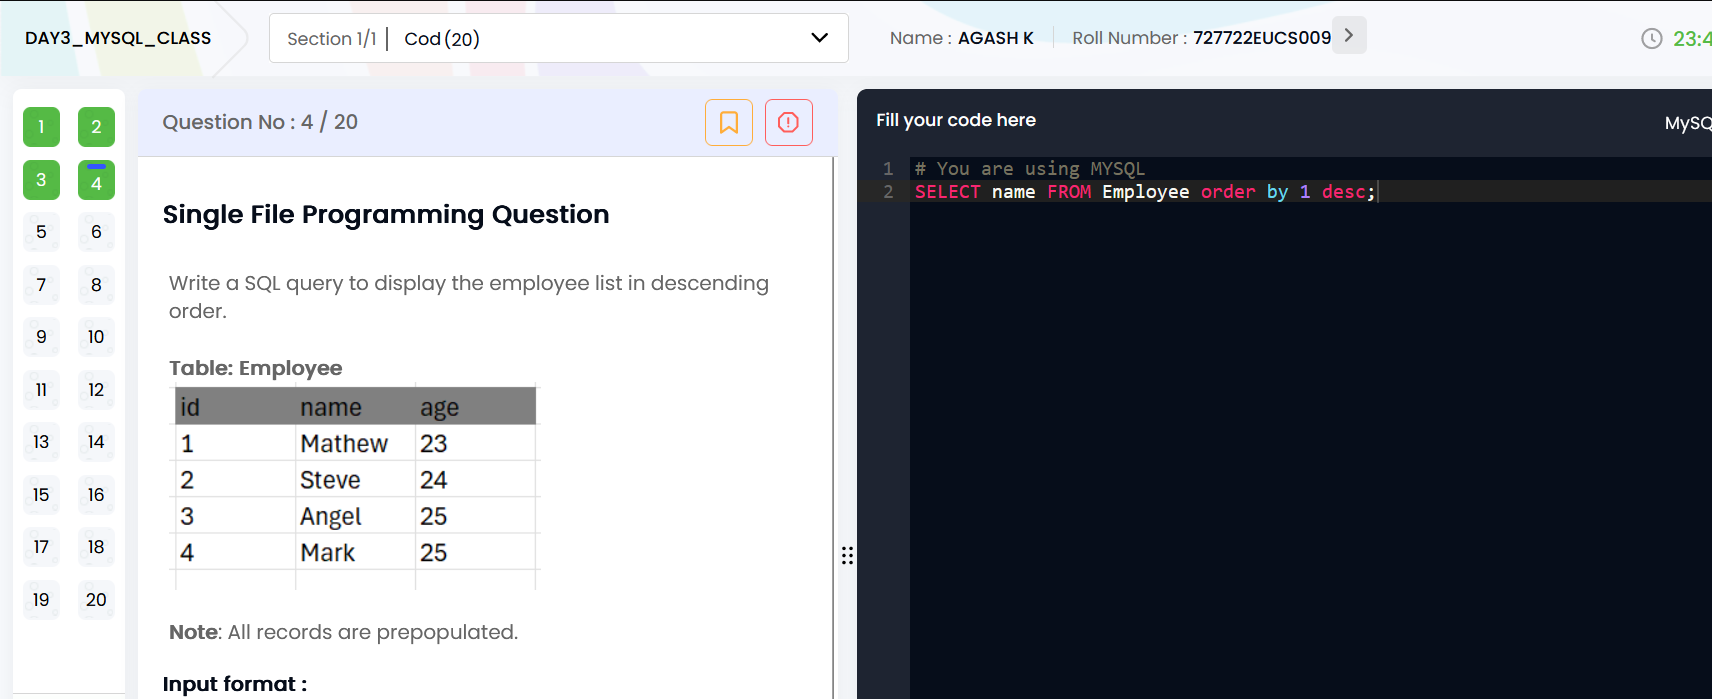 DAY3_MYSQL_CLASS
Section 1/1 | Cod (20)
Name : AGASH K
Roll Number : 727722EUCS009
23:4
1 2
3 4
5 6
7 8
9 10
11 12
13 14
15 16
17 18
19 20
Question No : 4 / 20
Single File Programming Question
Write a SQL query to display the employee list in descending
order.
Table: Employee
id name age
1 Mathew 23
2 Steve 24
3 Angel 25
4 Mark 25
Note: All records are prepopulated.
Input format :
Fill your code here
MySQ
1 # You are using MYSQL
2 SELECT name FROM Employee order by 1 desc;